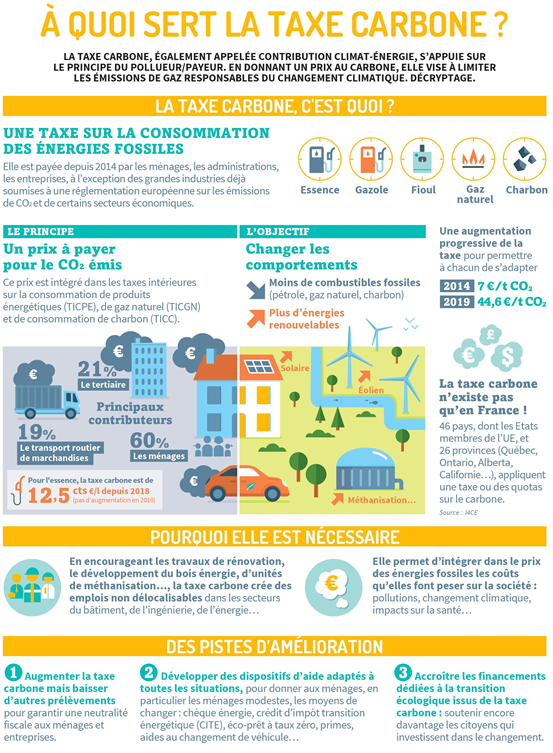 À QUOI SERT LA TAXE CARBONE ?
LA TAXE CARBONE, ÉGALEMENT APPELÉE CONTRIBUTION CLIMAT-ÉNERGIE, S'APPUIE SUR
LE PRINCIPE DU POLLUEUR/PAYEUR. EN DONNANT UN PRIX AU CARBONE, ELLE VISE À LIMITER
LES ÉMISSIONS DE GAZ RESPONSABLES DU CHANGEMENT CLIMATIQUE. DÉCRYPTAGE.
LA TAXE CARBONE, C'EST QUOI ?
UNE TAXE SUR LA CONSOMMATION
DES ÉNERGIES FOSSILES
Elle est payée depuis 2014 par les ménages, les administrations,
les entreprises, à l'exception des grandes industries déjà
soumises à une réglementation européenne sur les émissions
de CO2 et de certains secteurs économiques.
Essence
Gazole
Fioul
Gaz
naturel
Charbon
LE PRINCIPE
Un prix à payer
pour le CO2 émis
Ce prix est intégré dans les taxes intérieures
sur la consommation de produits
énergétiques (TICPE), de gaz naturel (TICGN)
et de consommation de charbon (TICC).
L'OBJECTIF
Changer les
comportements
Moins de combustibles fossiles
(pétrole, gaz naturel, charbon)
Plus d'énergies
renouvelables
Une augmentation
progressive de la
taxe pour permettre
à chacun de s'adapter
2014 7 €/t CO2
2019 44,6 €/t CO2
€
€
€
21%
Le tertiaire
Principaux
contributeurs
19%
Le transport routier
de marchandises
60%
Les ménages
Pour l'essence, la taxe carbone est de
12,5 cts €/l depuis 2018
(pas d'augmentation en 2019)
€
Solaire
Éolien
Méthanisation...
€
€
$
La taxe carbone
n'existe pas
qu'en France !
46 pays, dont les Etats
membres de l'UE, et
26 provinces (Québec,
Ontario, Alberta,
Californie...), appliquent
une taxe ou des quotas
sur le carbone.
Source : I4CE
POURQUOI ELLE EST NÉCESSAIRE
En encourageant les travaux de rénovation,
le développement du bois énergie, d'unités
de méthanisation..., la taxe carbone crée des
emplois non délocalisables dans les secteurs
du bâtiment, de l'ingénierie, de l'énergie...
€
Elle permet d'intégrer dans le prix
des énergies fossiles les coûts
qu'elles font peser sur la société :
pollutions, changement climatique,
impacts sur la santé...
DES PISTES D'AMÉLIORATION
1 Augmenter la taxe
carbone mais baisser
d'autres prélèvements
pour garantir une neutralité
fiscale aux ménages et
entreprises.
2 Développer des dispositifs d'aide adaptés à
toutes les situations, pour donner aux ménages, en
particulier les ménages modestes, les moyens de
changer : chèque énergie, crédit d'impôt transition
énergétique (CITE), éco-prêt à taux zéro, primes,
aides au changement de véhicule...
3 Accroître les financements
dédiées à la transition
écologique issus de la taxe
carbone : soutenir encore
davantage les citoyens qui
investissent dans le changement.